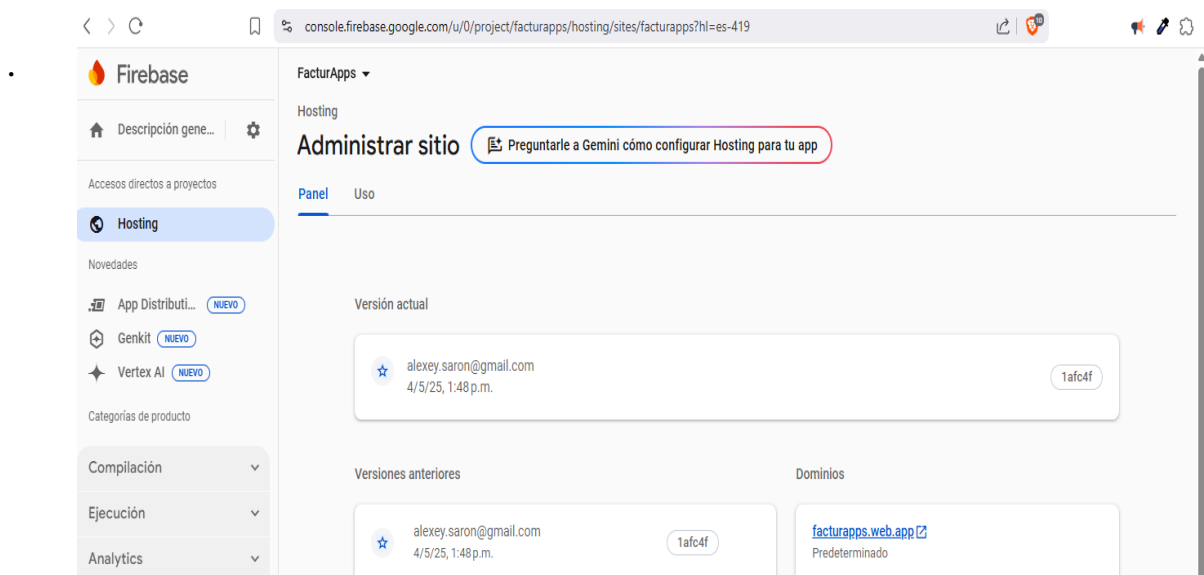 console.firebase.google.com/u/0/project/facturapps/hosting/sites/facturapps?hl=es-419
10
Firebase
FacturApps
Descripción gene...
Hosting
Administrar sitio
Preguntarle a Gemini cómo configurar Hosting para tu app
Accesos directos a proyectos
Panel Uso
Hosting
Novedades
App Distributi... NUEVO
Genkit NUEVO
Vertex AI NUEVO
Categorías de producto
Compilación
Ejecución
Analytics
Versión actual
alexey.saron@gmail.com
4/5/25, 1:48 p.m.
1afc4f
Versiones anteriores
alexey.saron@gmail.com
4/5/25, 1:48 p.m.
1afc4f
Dominios
facturapps.web.app
Predeterminado